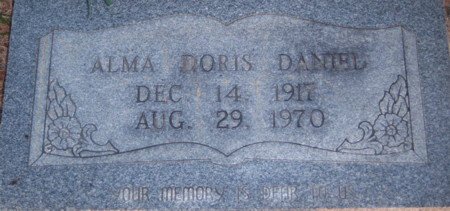 ALMA DORIS DANIEL
DEC. 14, 1917
AUG. 29, 1970
YOUR MEMORY IS DEAR TO US